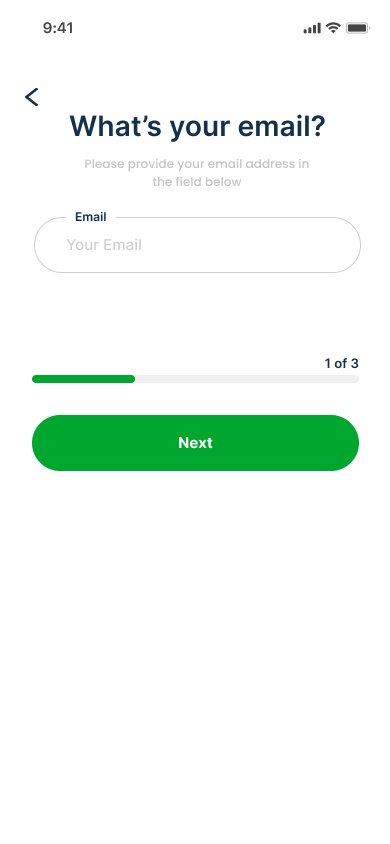 9:41
What’s your email?
Please provide your email address in
the field below
Email
Your Email
1 of 3
Next